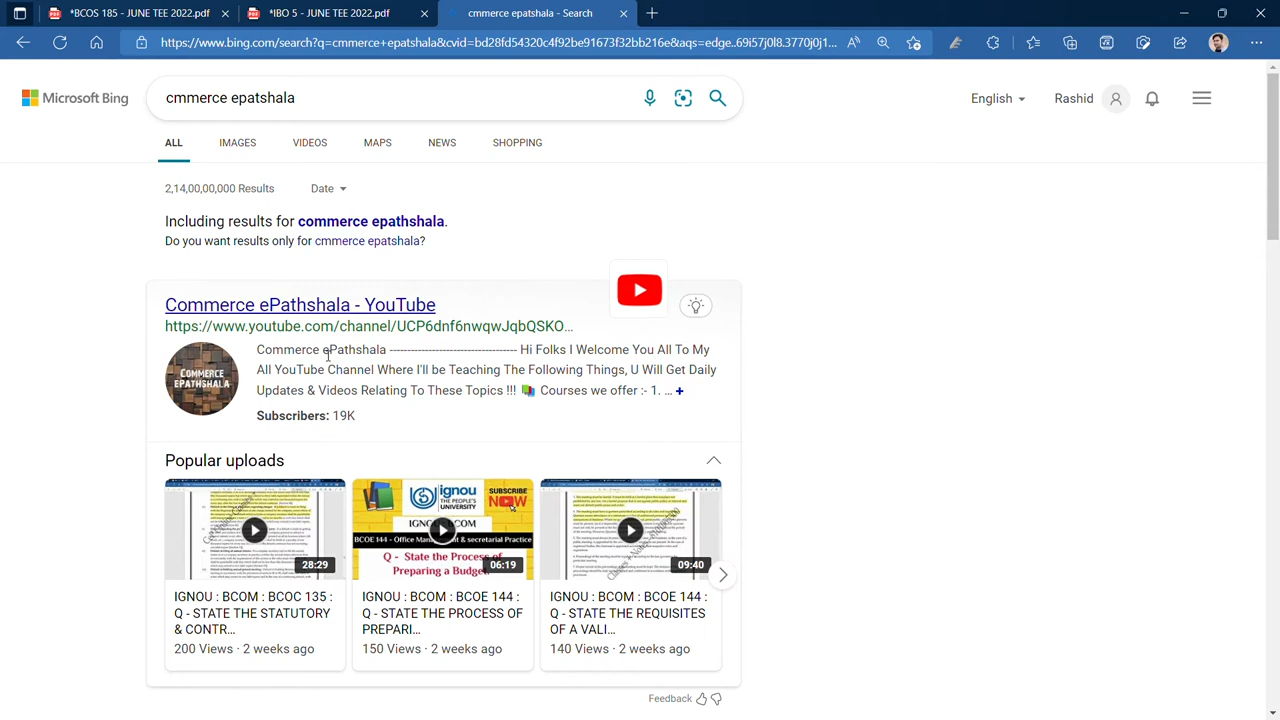 *BCOS 185 - JUNE TEE 2022.pdf
*IBO 5 - JUNE TEE 2022.pdf
cmmerce epatshala - Search
https://www.bing.com/search?q=cmmerce+epatshala&cvid=bd28fd54320c4f92be91673f32bb216e&aqs=edge..69i57j0l8.3770j0j1...
Microsoft Bing
cmmerce epatshala
English
Rashid
ALL
IMAGES
VIDEOS
MAPS
NEWS
SHOPPING
2,14,00,00,000 Results
Date
Including results for commerce epathshala.
Do you want results only for cmmerce epatshala?
Commerce ePathshala - YouTube
https://www.youtube.com/channel/UCP6dnf6nwqwJqbQSKO...
COMMERCE
EPATHSHALA
Commerce ePathshala ----------------------------------- Hi Folks I Welcome You All To My
All YouTube Channel Where I'll be Teaching The Following Things, U Will Get Daily
Updates & Videos Relating To These Topics !!! 📚 Courses we offer :- 1. ... +
Subscribers: 19K
Popular uploads
ignou
THE PEOPLE'S
UNIVERSITY
SUBSCRIBE
NOW
BCOE 144 - Office Management & secretarial Practice
Q - State the Process of
Preparing a Budget
06:19
09:40
IGNOU : BCOM : BCOC 135 :
Q - STATE THE STATUTORY
& CONTR...
200 Views · 2 weeks ago
IGNOU : BCOM : BCOE 144 :
Q - STATE THE PROCESS OF
PREPARI...
150 Views · 2 weeks ago
IGNOU : BCOM : BCOE 144 :
Q - STATE THE REQUISITES
OF A VALI...
140 Views · 2 weeks ago
Feedback